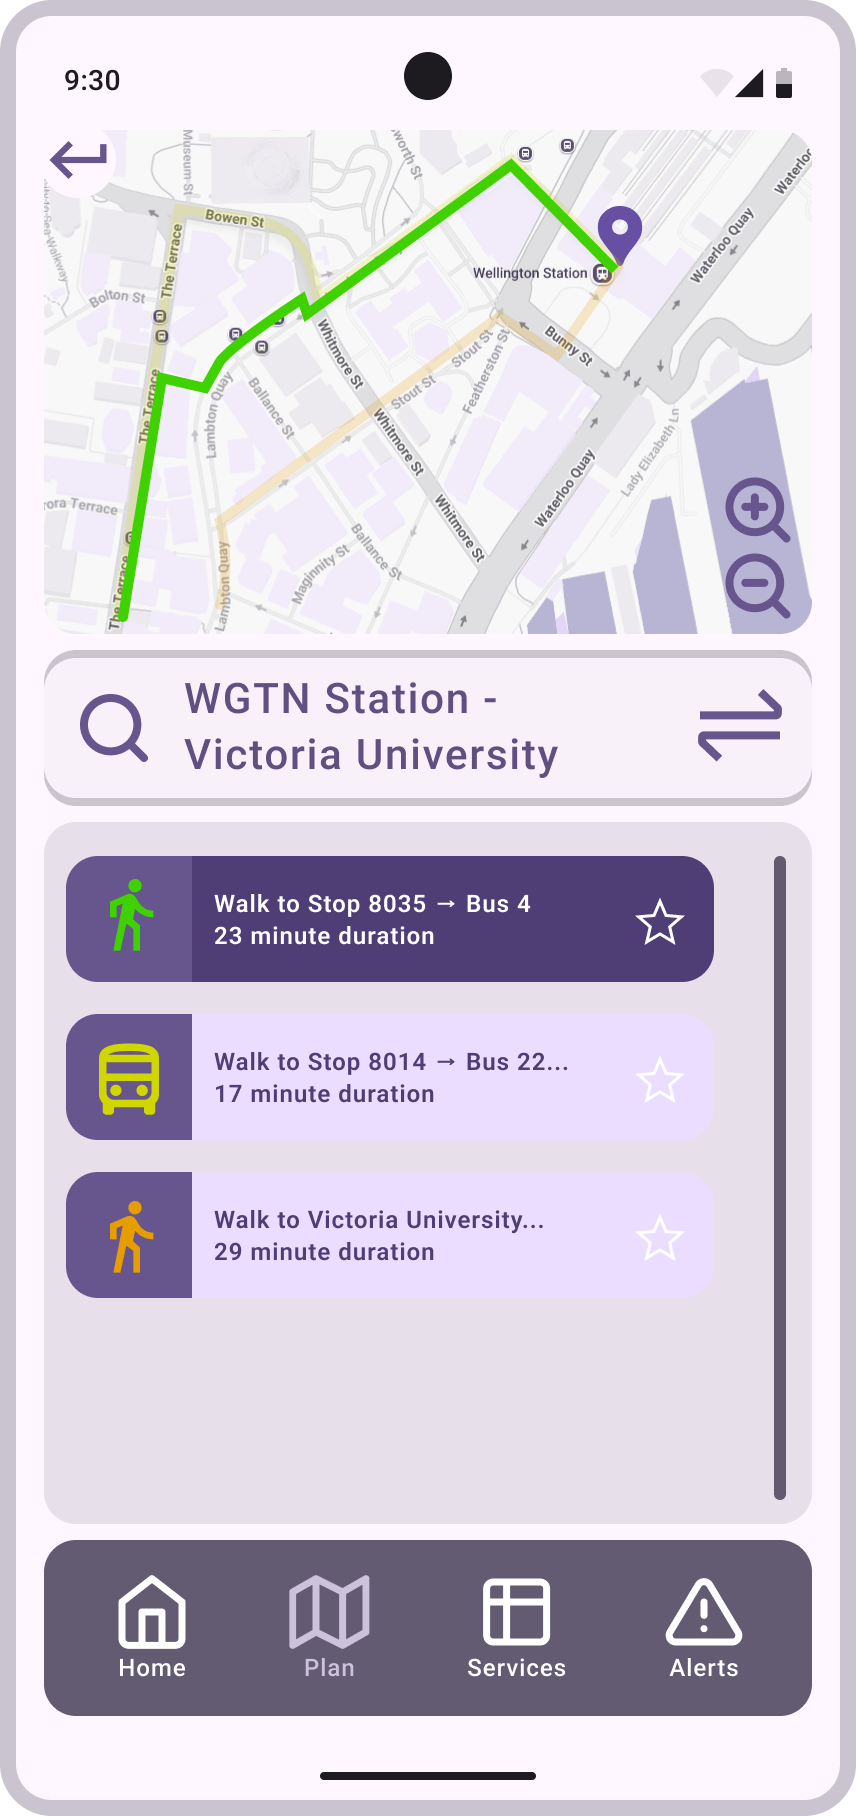 9:30
Museum St
worth St
Waterloo
Bowen St
The Terrace
Waterloo Quay
Wellington Station
Bolton St
Whitmore St
Bunny St
Stout St
Featherston St
The Terrace
Lambton Quay
Ballance St
Stout St
Whitmore St
Lady Elizabeth Ln
Waterloo Quay
rora Terrace
Whitmore St
Ballance St
Maginnity St
Lambton Quay
The Terrace
WGTN Station -
Victoria University
Walk to Stop 8035 → Bus 4
23 minute duration
Walk to Stop 8014 → Bus 22...
17 minute duration
Walk to Victoria University...
29 minute duration
Home
Plan
Services
Alerts